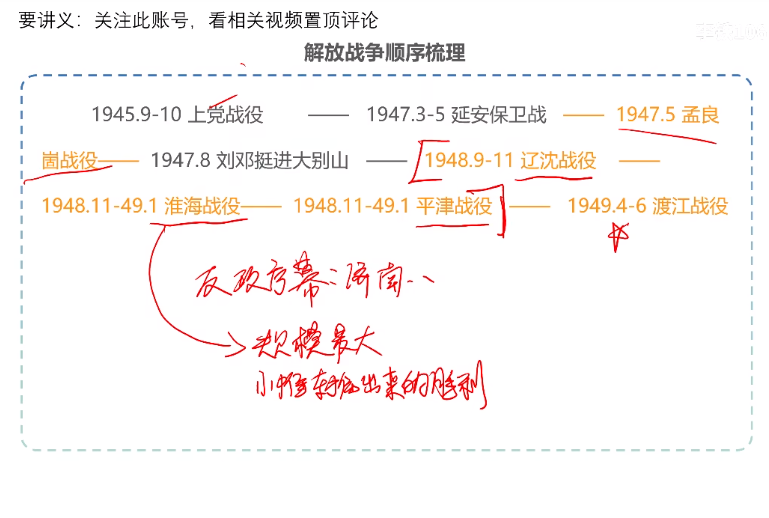 要讲义：关注此账号，看相关视频置顶评论
解放战争顺序梳理
1945.9-10 上党战役 —— 1947.3-5 延安保卫战 —— 1947.5 孟良
崮战役—— 1947.8 刘邓挺进大别山 —— 1948.9-11 辽沈战役 ——
1948.11-49.1 淮海战役—— 1948.11-49.1 平津战役 —— 1949.4-6 渡江战役
反攻序幕：济南
规模最大
小推车推出来的胜利